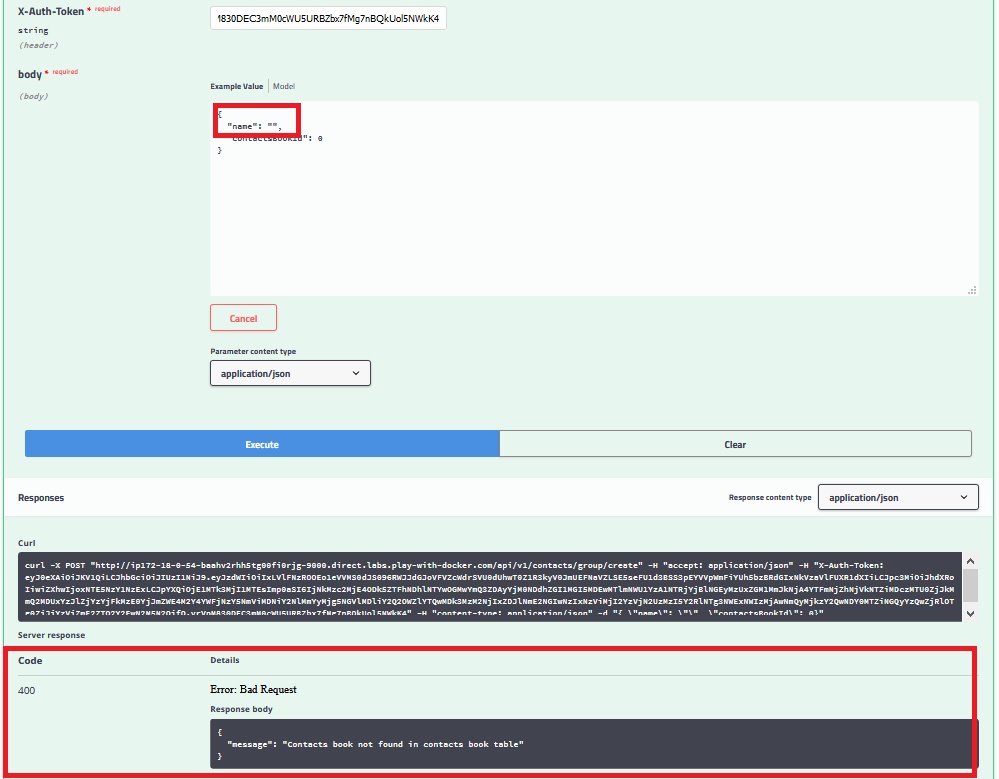 X-Auth-Token * required
string
(header)
f830DEC3mM0cWU5URBZbx7fMg7nBQkUol5NWkK4
body * required
(body)
Example Value | Model
{
"name": "",
"contactsBookId": 0
}
Cancel
Parameter content type
application/json
Execute
Clear
Responses
Response content type
application/json
Curl
curl -X POST "http://ip172-18-0-54-baahv2rhh5tg00fi0rjg-9000.direct.labs.play-with-docker.com/api/v1/contacts/group/create" -H "accept: application/json" -H "X-Auth-Token:
-H "content-type: application/json" -d "{ \"name\": \"\", \"contactsBookId\": 0}"
Server response
Code
Details
400
Error: Bad Request
Response body
{
"message": "Contacts book not found in contacts book table"
}